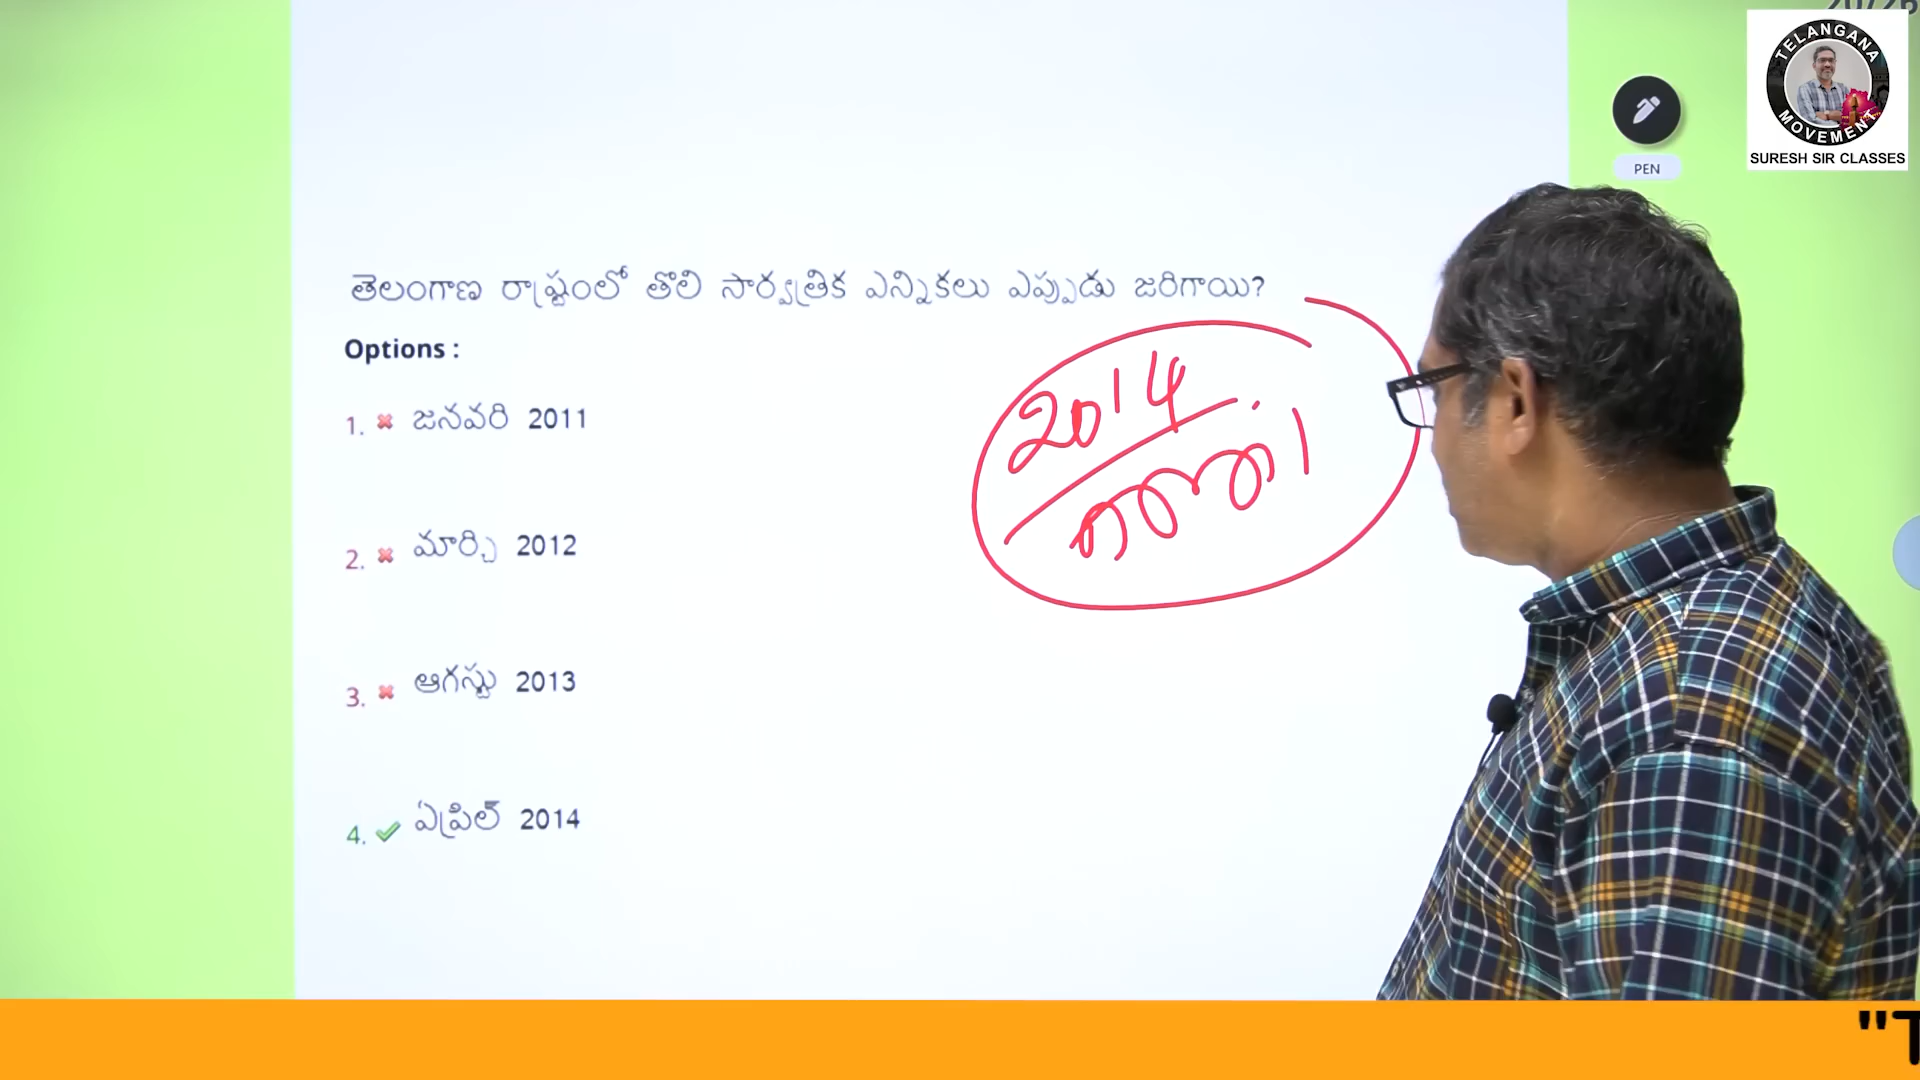 TELANGANA
MOVEMENT
SURESH SIR CLASSES
PEN
తెలంగాణ రాష్ట్రంలో తొలి సార్వత్రిక ఎన్నికలు ఎప్పుడు జరిగాయి?
Options :
1. జనవరి 2011
2. మార్చి 2012
3. ఆగస్టు 2013
4. ఏప్రిల్ 2014
2014
"T